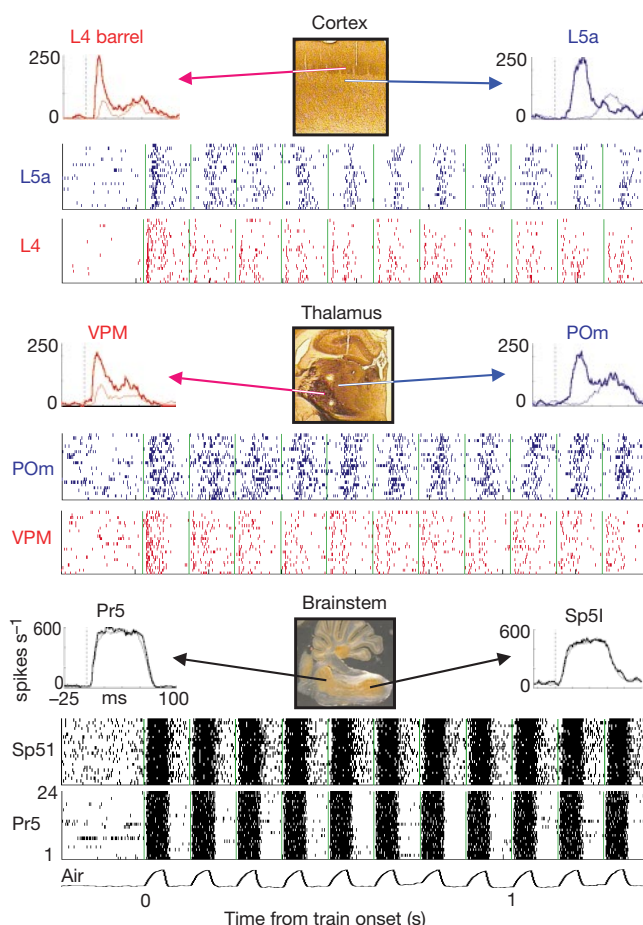 Cortex
L4 barrel
L5a
250
0
250
0
L5a
L4
Thalamus
VPM
POm
250
0
250
0
POm
VPM
Brainstem
Pr5
Sp5I
spikes s⁻¹
600
0
–25 ms 100
600
0
Sp51
24
Pr5
1
Air
0 1
Time from train onset (s)